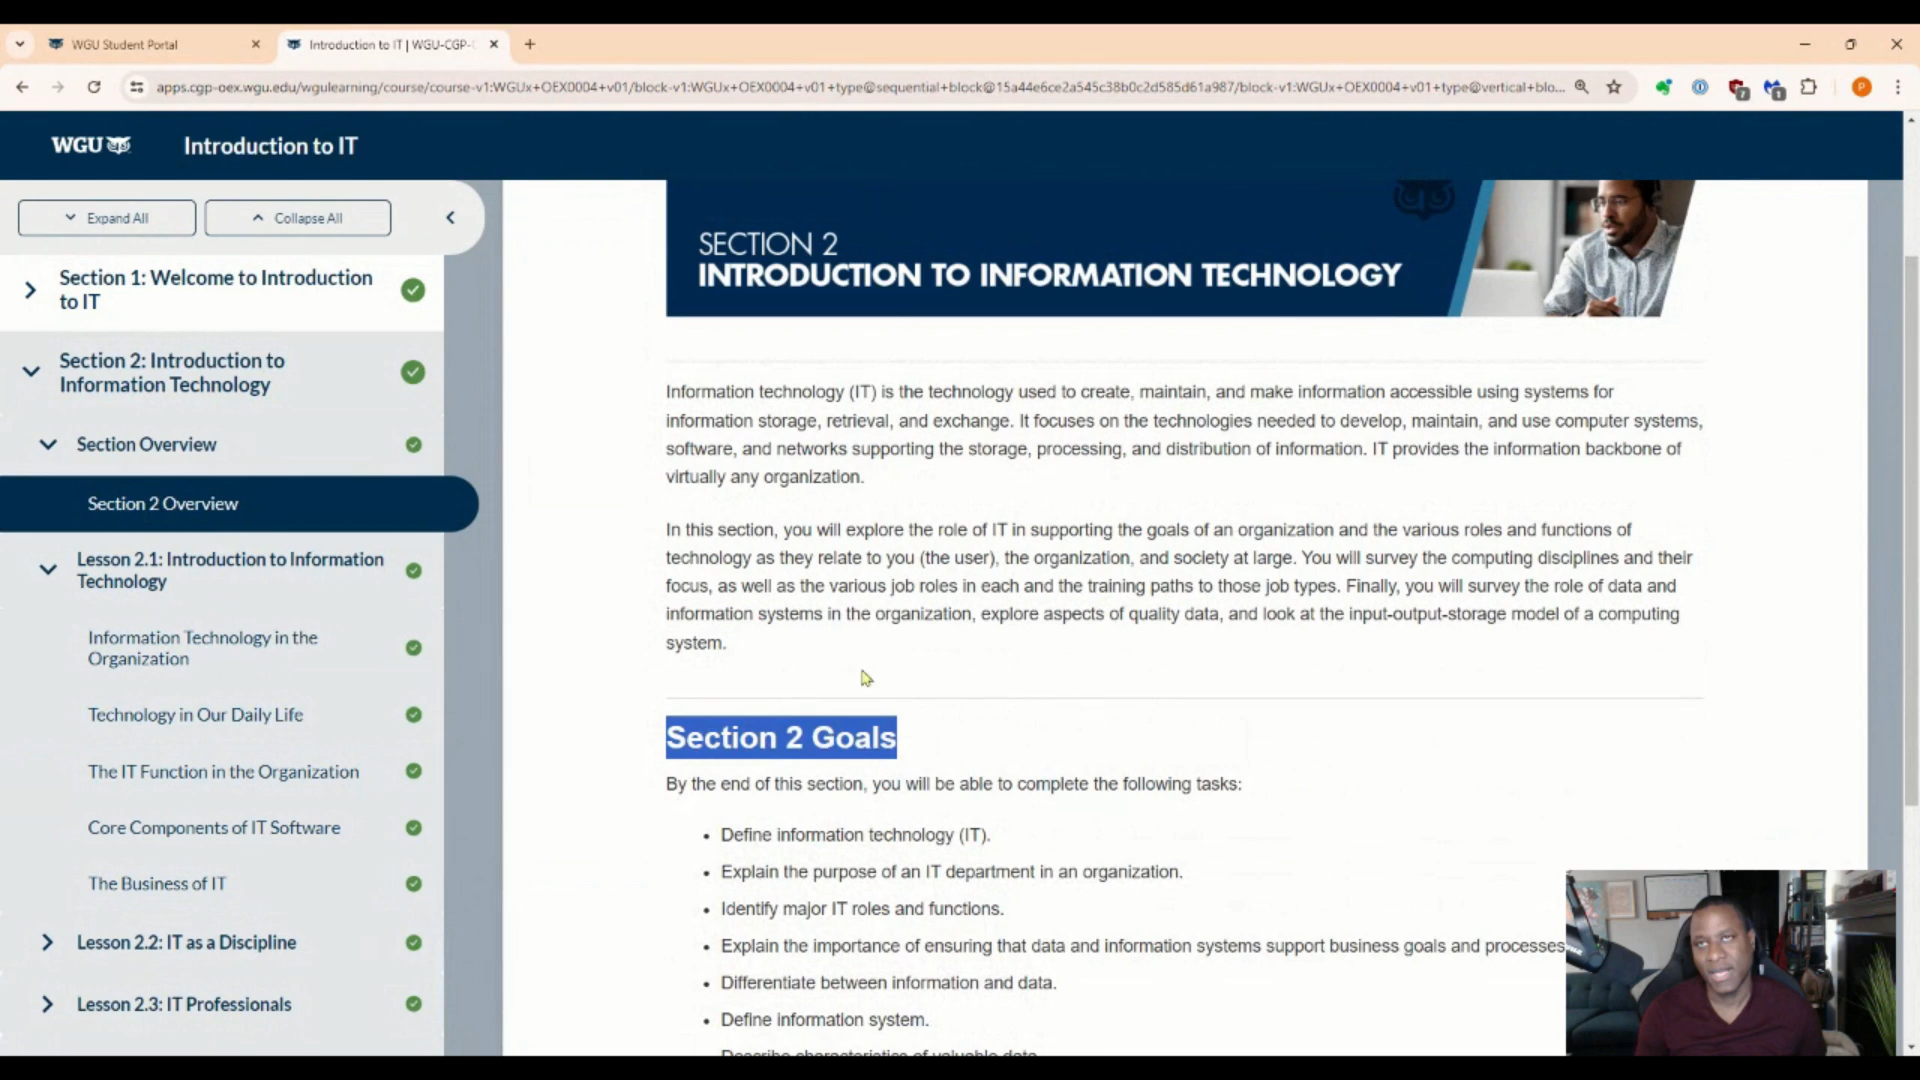 WGU Student Portal
Introduction to IT | WGU-CGP-
apps.cgp-oex.wgu.edu/wgulearning/course/course-v1:WGUx+OEX0004+v01/block-v1:WGUx+OEX0004+v01+type@sequential+block@15a44e6ce2a545c38b0c2d585d61a987/block-v1:WGUx+OEX0004+v01+type@vertical+blo...
7
1
P
WGU
Introduction to IT
Expand All
Collapse All
Section 1: Welcome to Introduction
to IT
Section 2: Introduction to
Information Technology
Section Overview
Section 2 Overview
Lesson 2.1: Introduction to Information
Technology
Information Technology in the
Organization
Technology in Our Daily Life
The IT Function in the Organization
Core Components of IT Software
The Business of IT
Lesson 2.2: IT as a Discipline
Lesson 2.3: IT Professionals
SECTION 2
INTRODUCTION TO INFORMATION TECHNOLOGY
Information technology (IT) is the technology used to create, maintain, and make information accessible using systems for
information storage, retrieval, and exchange. It focuses on the technologies needed to develop, maintain, and use computer systems,
software, and networks supporting the storage, processing, and distribution of information. IT provides the information backbone of
virtually any organization.
In this section, you will explore the role of IT in supporting the goals of an organization and the various roles and functions of
technology as they relate to you (the user), the organization, and society at large. You will survey the computing disciplines and their
focus, as well as the various job roles in each and the training paths to those job types. Finally, you will survey the role of data and
information systems in the organization, explore aspects of quality data, and look at the input-output-storage model of a computing
system.
Section 2 Goals
By the end of this section, you will be able to complete the following tasks:
• Define information technology (IT).
• Explain the purpose of an IT department in an organization.
• Identify major IT roles and functions.
• Explain the importance of ensuring that data and information systems support business goals and processes
• Differentiate between information and data.
• Define information system.
Describe characteristics of valuable data